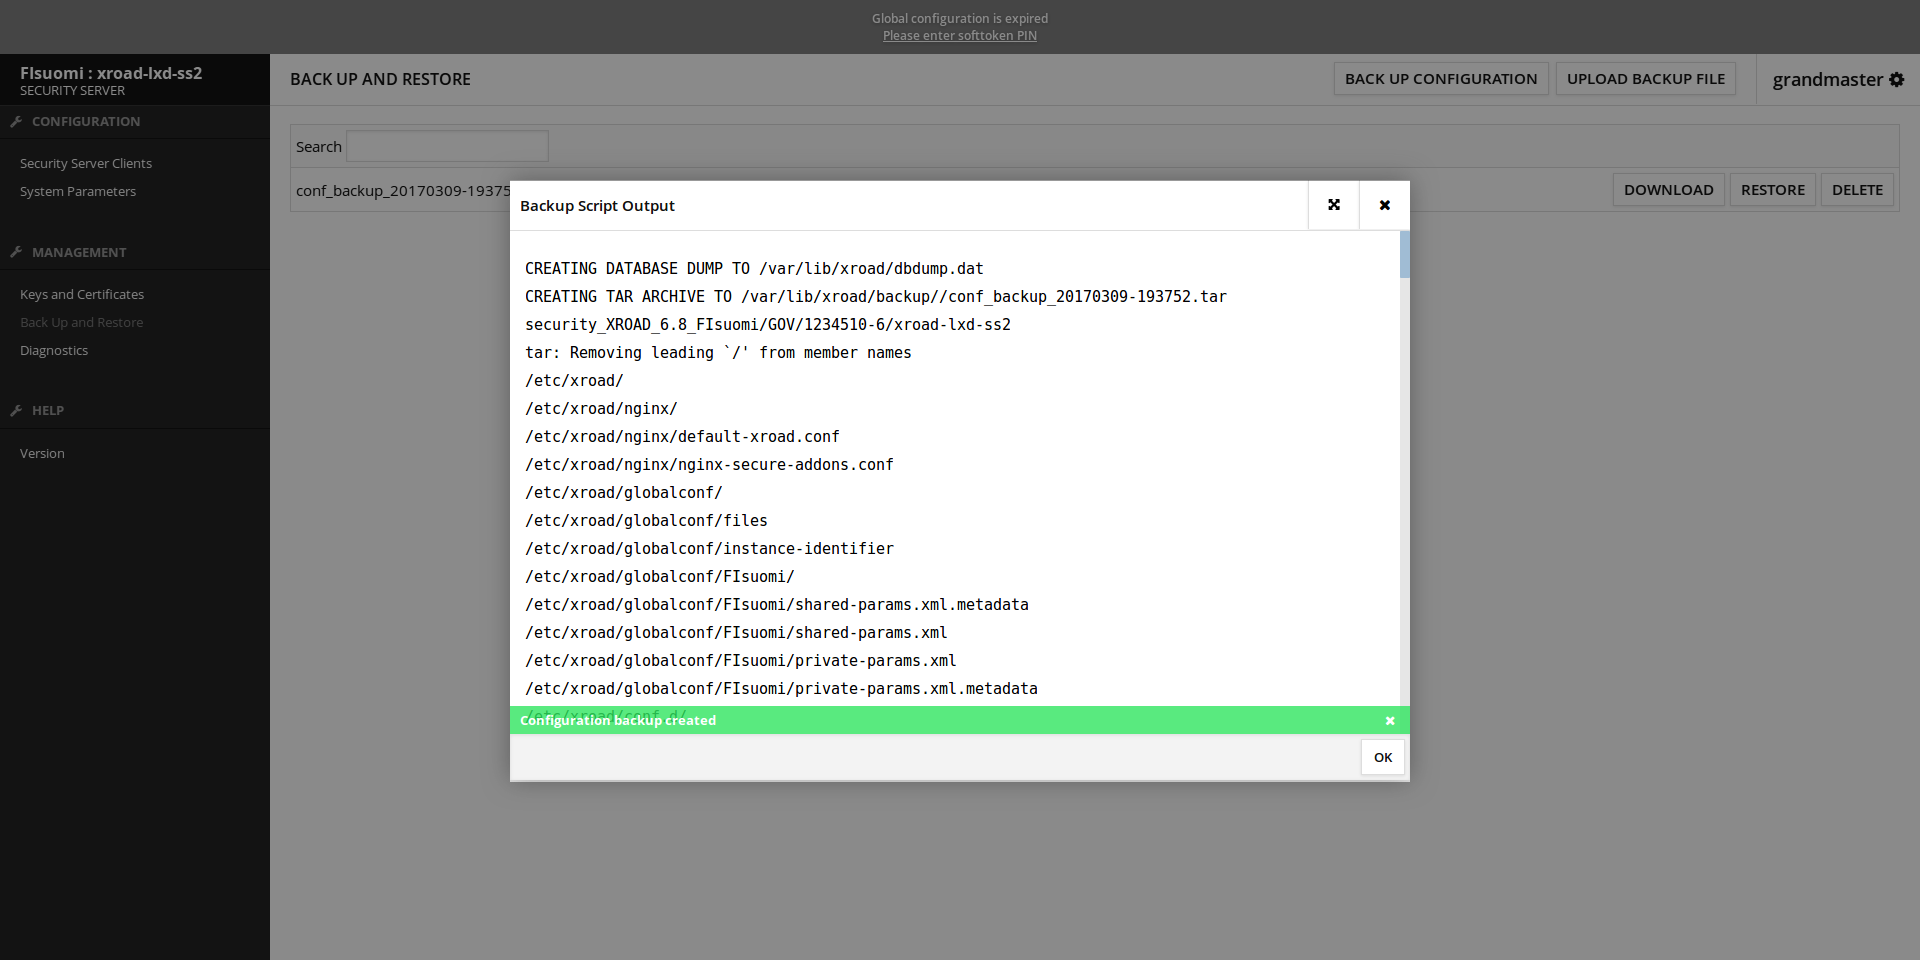 Global configuration is expired
Please enter softtoken PIN
FIsuomi : xroad-lxd-ss2
SECURITY SERVER
BACK UP AND RESTORE
BACK UP CONFIGURATION
UPLOAD BACKUP FILE
grandmaster
CONFIGURATION
Security Server Clients
System Parameters
MANAGEMENT
Keys and Certificates
Back Up and Restore
Diagnostics
HELP
Version
Search
conf_backup_20170309-19375
DOWNLOAD
RESTORE
DELETE
Backup Script Output
CREATING DATABASE DUMP TO /var/lib/xroad/dbdump.dat
CREATING TAR ARCHIVE TO /var/lib/xroad/backup//conf_backup_20170309-193752.tar
security_XROAD_6.8_FIsuomi/GOV/1234510-6/xroad-lxd-ss2
tar: Removing leading `/' from member names
/etc/xroad/
/etc/xroad/nginx/
/etc/xroad/nginx/default-xroad.conf
/etc/xroad/nginx/nginx-secure-addons.conf
/etc/xroad/globalconf/
/etc/xroad/globalconf/files
/etc/xroad/globalconf/instance-identifier
/etc/xroad/globalconf/FIsuomi/
/etc/xroad/globalconf/FIsuomi/shared-params.xml.metadata
/etc/xroad/globalconf/FIsuomi/shared-params.xml
/etc/xroad/globalconf/FIsuomi/private-params.xml
/etc/xroad/globalconf/FIsuomi/private-params.xml.metadata
/etc/xroad/conf.d/
Configuration backup created
OK